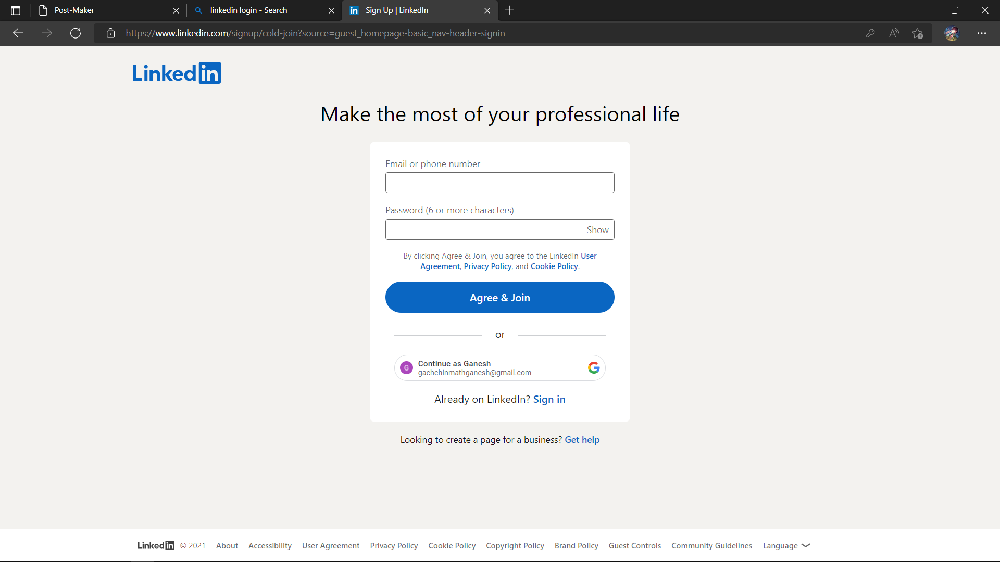 Post-Maker
linkedin login - Search
Sign Up | LinkedIn
https://www.linkedin.com/signup/cold-join?source=guest_homepage-basic_nav-header-signin
Linkedin
Make the most of your professional life
Email or phone number
Password (6 or more characters)
Show
By clicking Agree & Join, you agree to the LinkedIn User
Agreement, Privacy Policy, and Cookie Policy.
Agree & Join
or
G
Continue as Ganesh
gachchinmathganesh@gmail.com
Already on LinkedIn? Sign in
Looking to create a page for a business? Get help
Linkedin © 2021 About Accessibility User Agreement Privacy Policy Cookie Policy Copyright Policy Brand Policy Guest Controls Community Guidelines Language